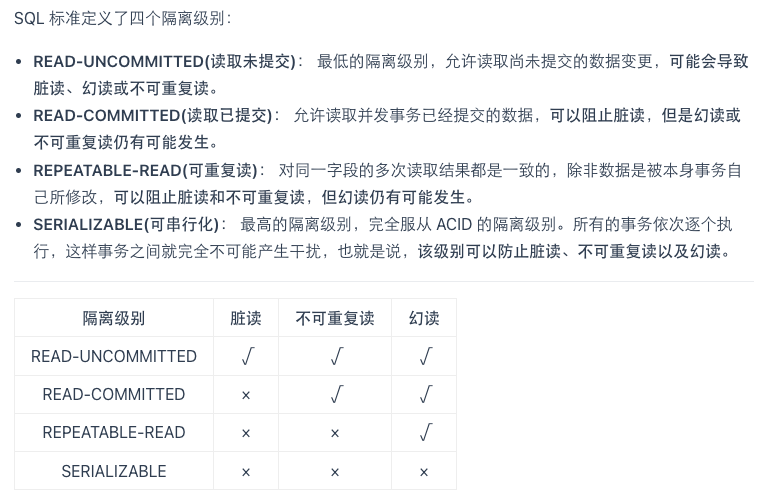 SQL 标准定义了四个隔离级别：
• READ-UNCOMMITTED(读取未提交)： 最低的隔离级别，允许读取尚未提交的数据变更，可能会导致
脏读、幻读或不可重复读。
• READ-COMMITTED(读取已提交)： 允许读取并发事务已经提交的数据，可以阻止脏读，但是幻读或
不可重复读仍有可能发生。
• REPEATABLE-READ(可重复读)： 对同一字段的多次读取结果都是一致的，除非数据是被本身事务自
己所修改，可以阻止脏读和不可重复读，但幻读仍有可能发生。
• SERIALIZABLE(可串行化)： 最高的隔离级别，完全服从 ACID 的隔离级别。所有的事务依次逐个执
行，这样事务之间就完全不可能产生干扰，也就是说，该级别可以防止脏读、不可重复读以及幻读。
隔离级别 脏读 不可重复读 幻读
READ-UNCOMMITTED √ √ √
READ-COMMITTED × √ √
REPEATABLE-READ × × √
SERIALIZABLE × × ×